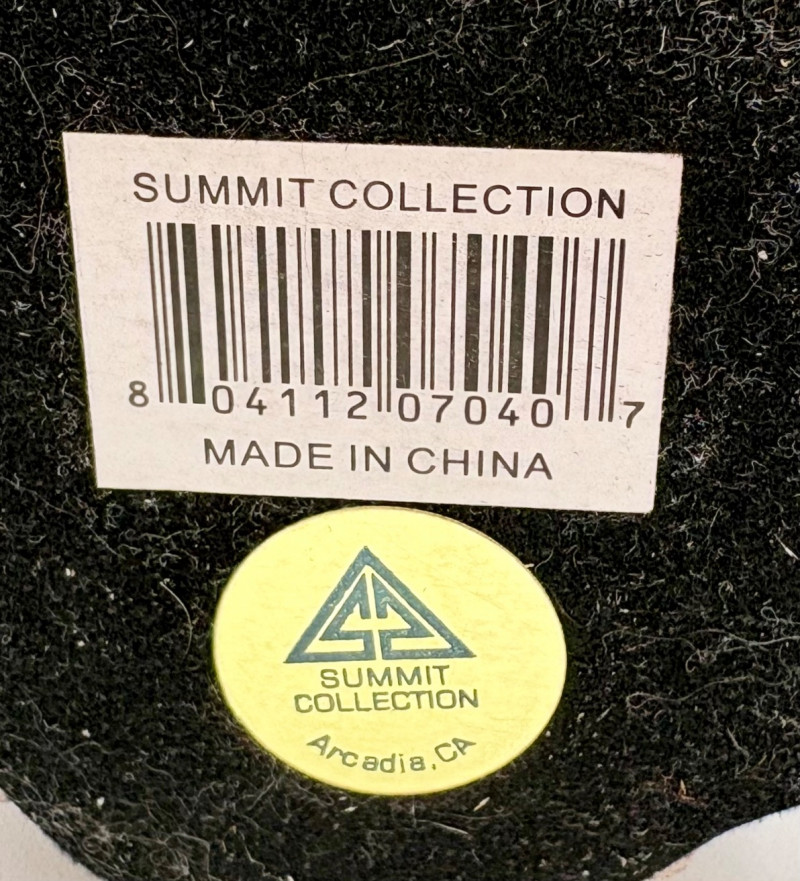 SUMMIT COLLECTION
8 04112 07040 7
MADE IN CHINA
SUMMIT
COLLECTION
Arcadia, CA